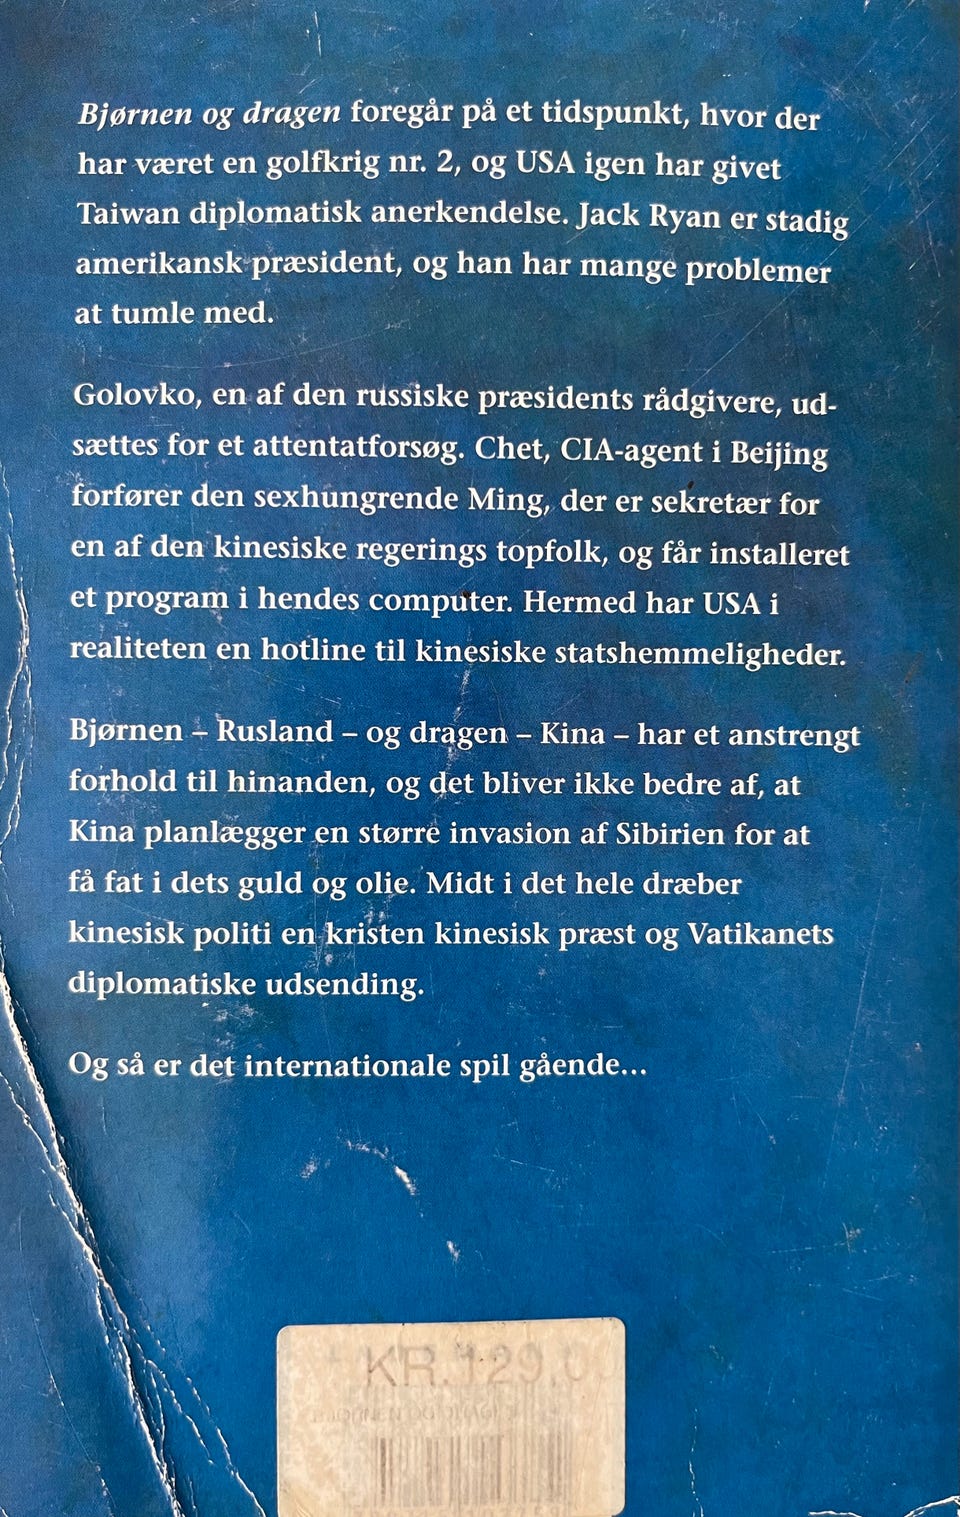 Bjørnen og dragen foregår på et tidspunkt, hvor der
har været en golfkrig nr. 2, og USA igen har givet
Taiwan diplomatisk anerkendelse. Jack Ryan er stadig
amerikansk præsident, og han har mange problemer
at tumle med.
Golovko, en af den russiske præsidents rådgivere, ud-
sættes for et attentatforsøg. Chet, CIA-agent i Beijing
forfører den sexhungrende Ming, der er sekretær for
en af den kinesiske regerings topfolk, og får installeret
et program i hendes computer. Hermed har USA i
realiteten en hotline til kinesiske statshemmeligheder.
Bjørnen – Rusland – og dragen – Kina – har et anstrengt
forhold til hinanden, og det bliver ikke bedre af, at
Kina planlægger en større invasion af Sibirien for at
få fat i dets guld og olie. Midt i det hele dræber
kinesisk politi en kristen kinesisk præst og Vatikanets
diplomatiske udsending.
Og så er det internationale spil gående...
KR.129.0
BJØRNEN OG